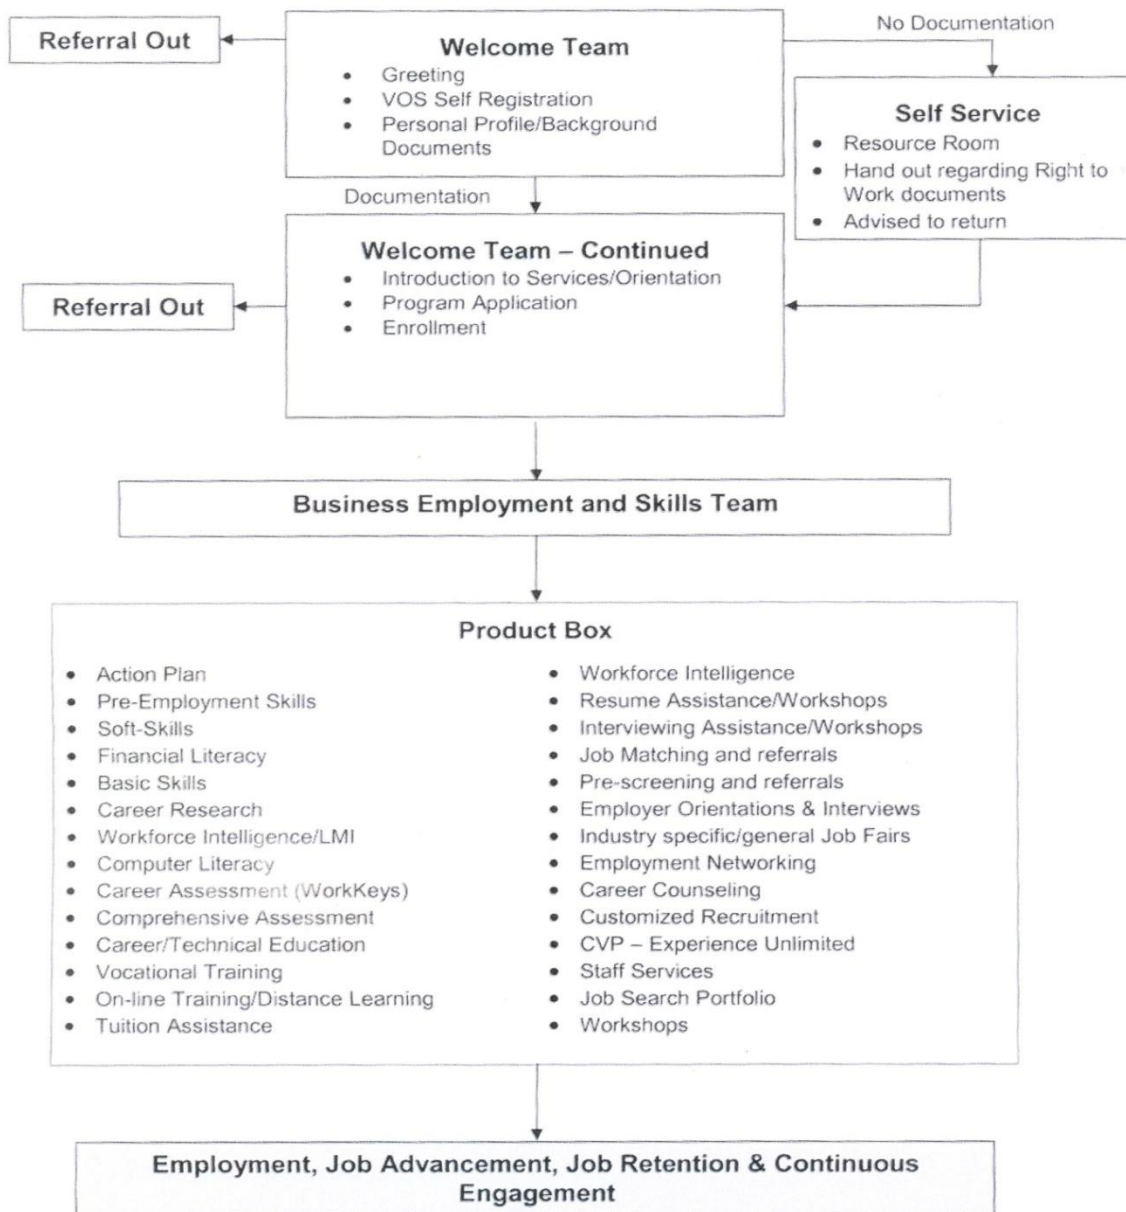 Referral Out
Welcome Team
• Greeting
• VOS Self Registration
• Personal Profile/Background
Documents
No Documentation
Self Service
• Resource Room
• Hand out regarding Right to
Work documents
• Advised to return
Documentation
Welcome Team – Continued
• Introduction to Services/Orientation
• Program Application
• Enrollment
Referral Out
Business Employment and Skills Team
Product Box
• Action Plan
• Pre-Employment Skills
• Soft-Skills
• Financial Literacy
• Basic Skills
• Career Research
• Workforce Intelligence/LMI
• Computer Literacy
• Career Assessment (WorkKeys)
• Comprehensive Assessment
• Career/Technical Education
• Vocational Training
• On-line Training/Distance Learning
• Tuition Assistance
• Workforce Intelligence
• Resume Assistance/Workshops
• Interviewing Assistance/Workshops
• Job Matching and referrals
• Pre-screening and referrals
• Employer Orientations & Interviews
• Industry specific/general Job Fairs
• Employment Networking
• Career Counseling
• Customized Recruitment
• CVP – Experience Unlimited
• Staff Services
• Job Search Portfolio
• Workshops
Employment, Job Advancement, Job Retention & Continuous
Engagement